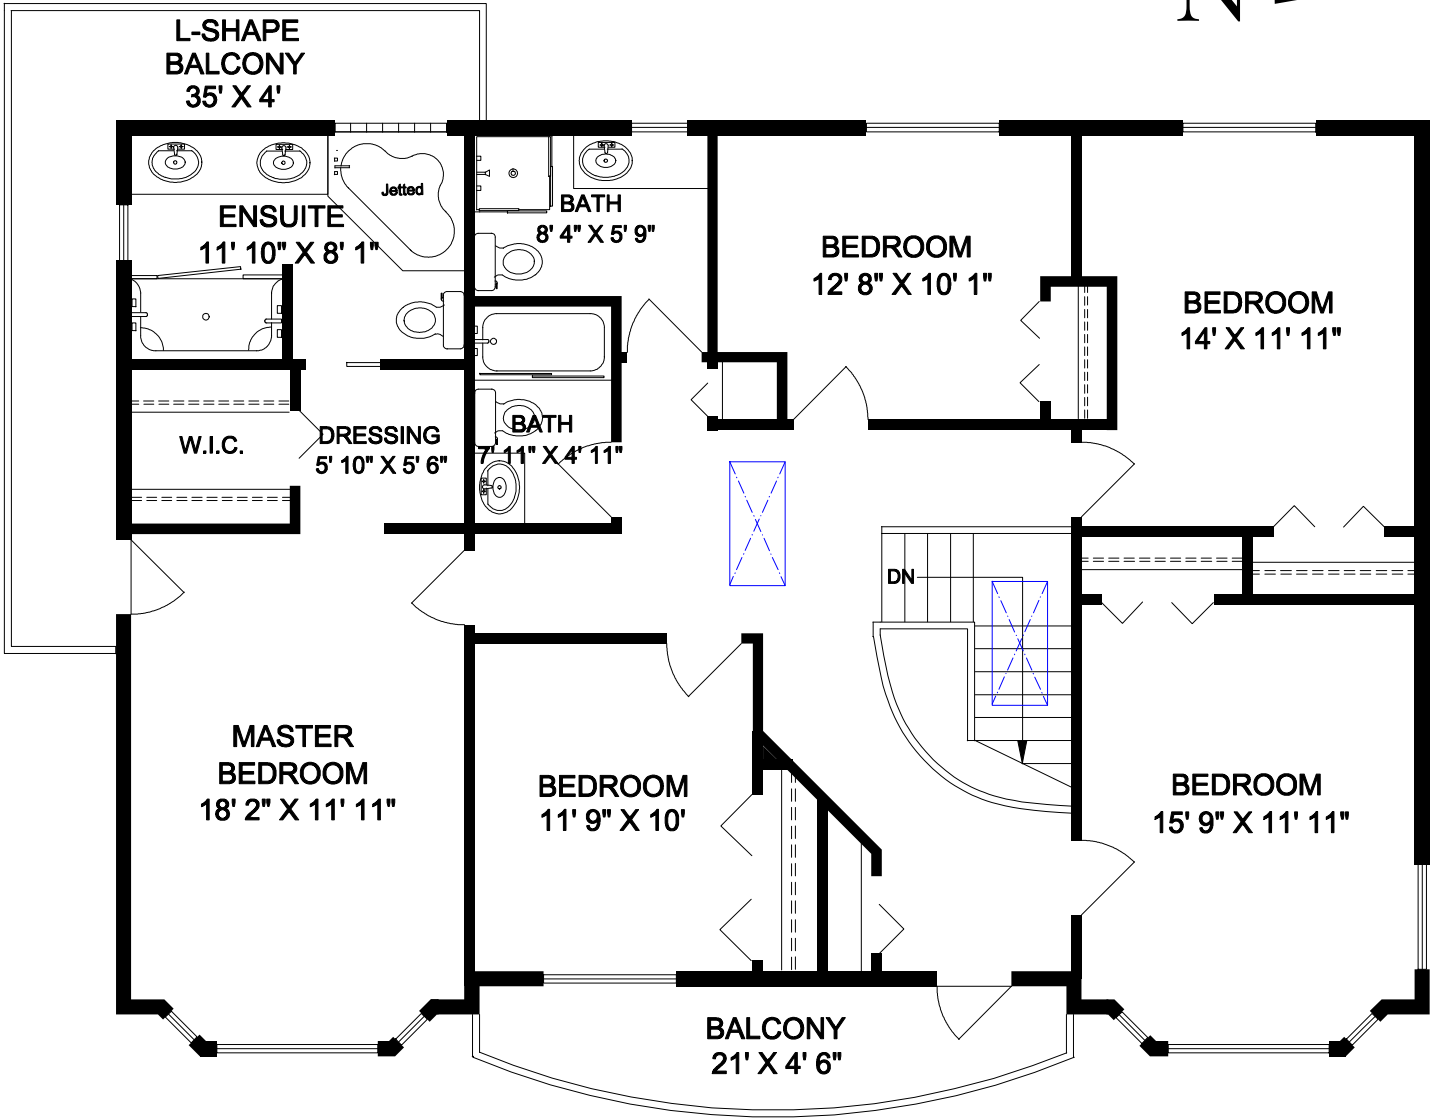 L-SHAPE
BALCONY
35' X 4'
N
Jetted
ENSUITE
11' 10" X 8' 1"
BATH
8' 4" X 5' 9"
BEDROOM
12' 8" X 10' 1"
BEDROOM
14' X 11' 11"
W.I.C.
DRESSING
5' 10" X 5' 6"
BATH
7' 11" X 4' 11"
DN
MASTER
BEDROOM
18' 2" X 11' 11"
BEDROOM
11' 9" X 10'
BEDROOM
15' 9" X 11' 11"
BALCONY
21' X 4' 6"